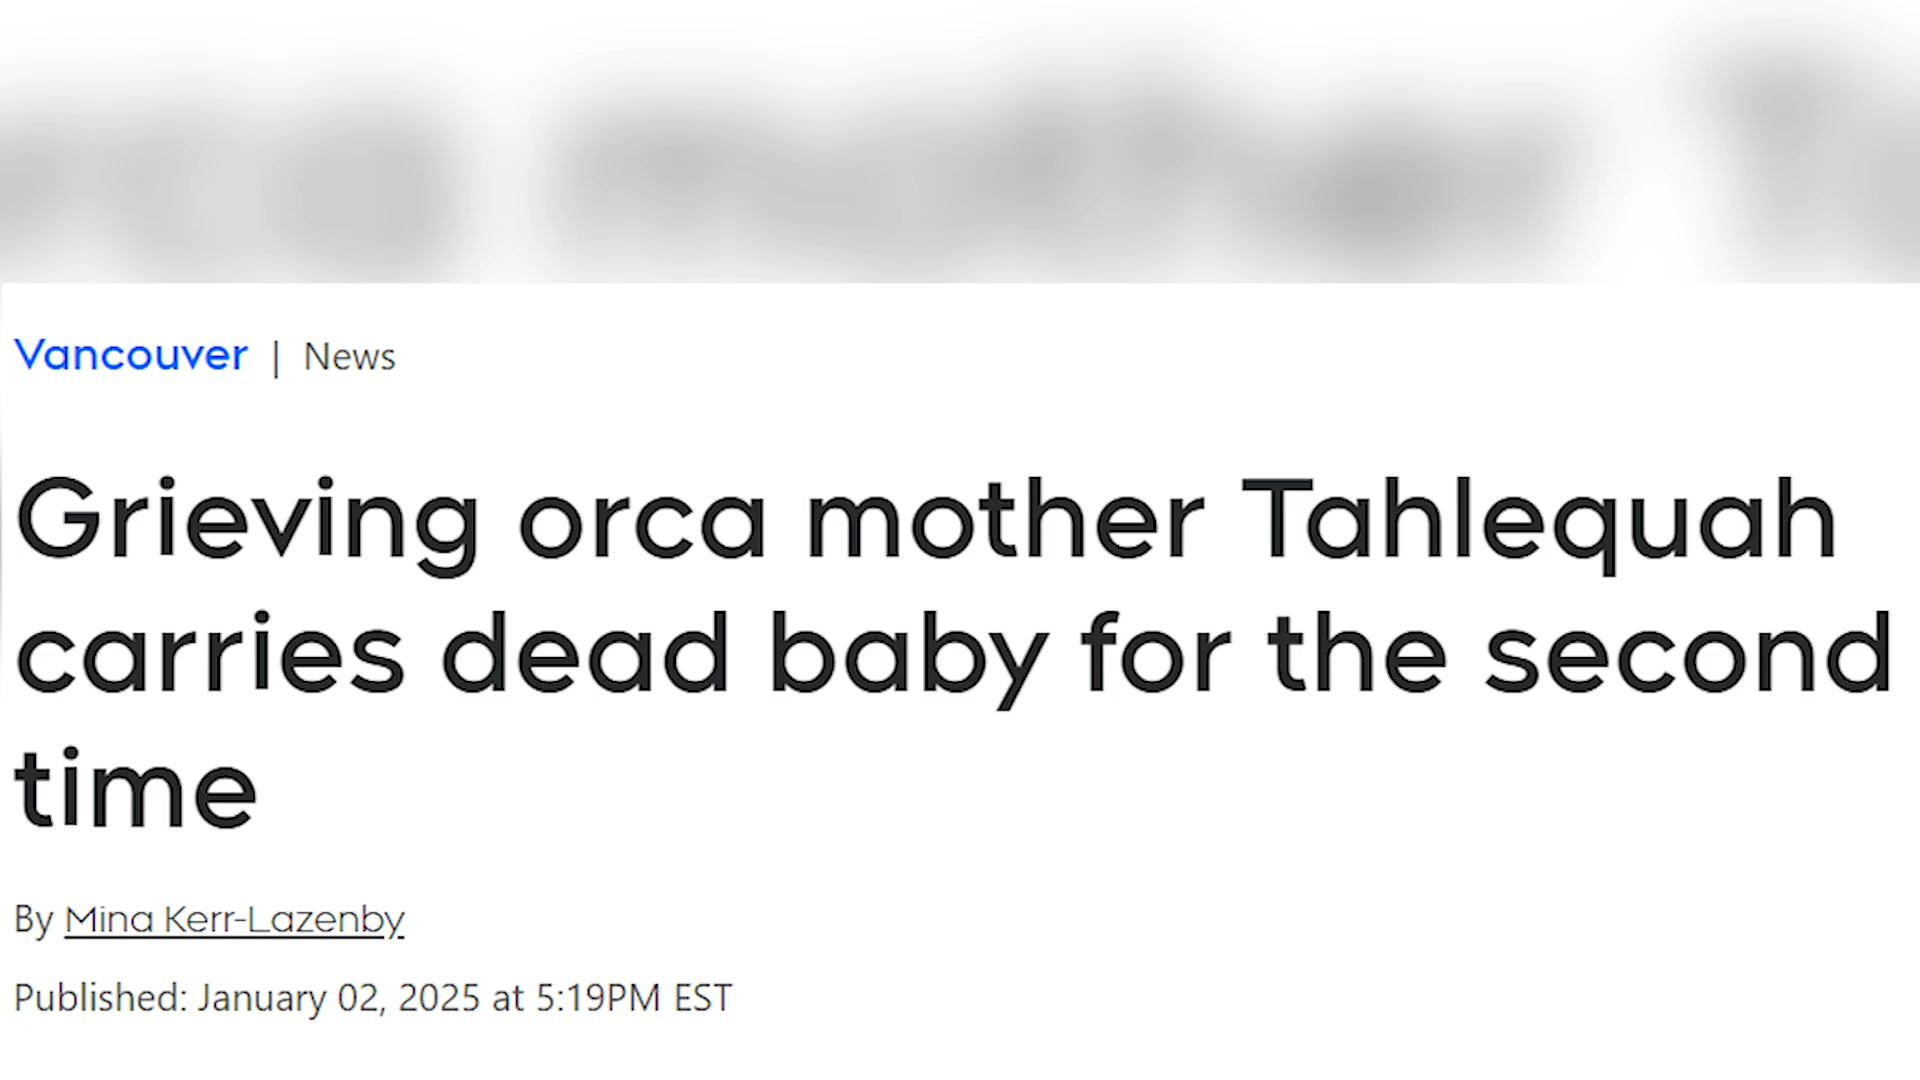 Vancouver | News
Grieving orca mother Tahlequah
carries dead baby for the second
time
By Mina Kerr-Lazenby
Published: January 02, 2025 at 5:19PM EST